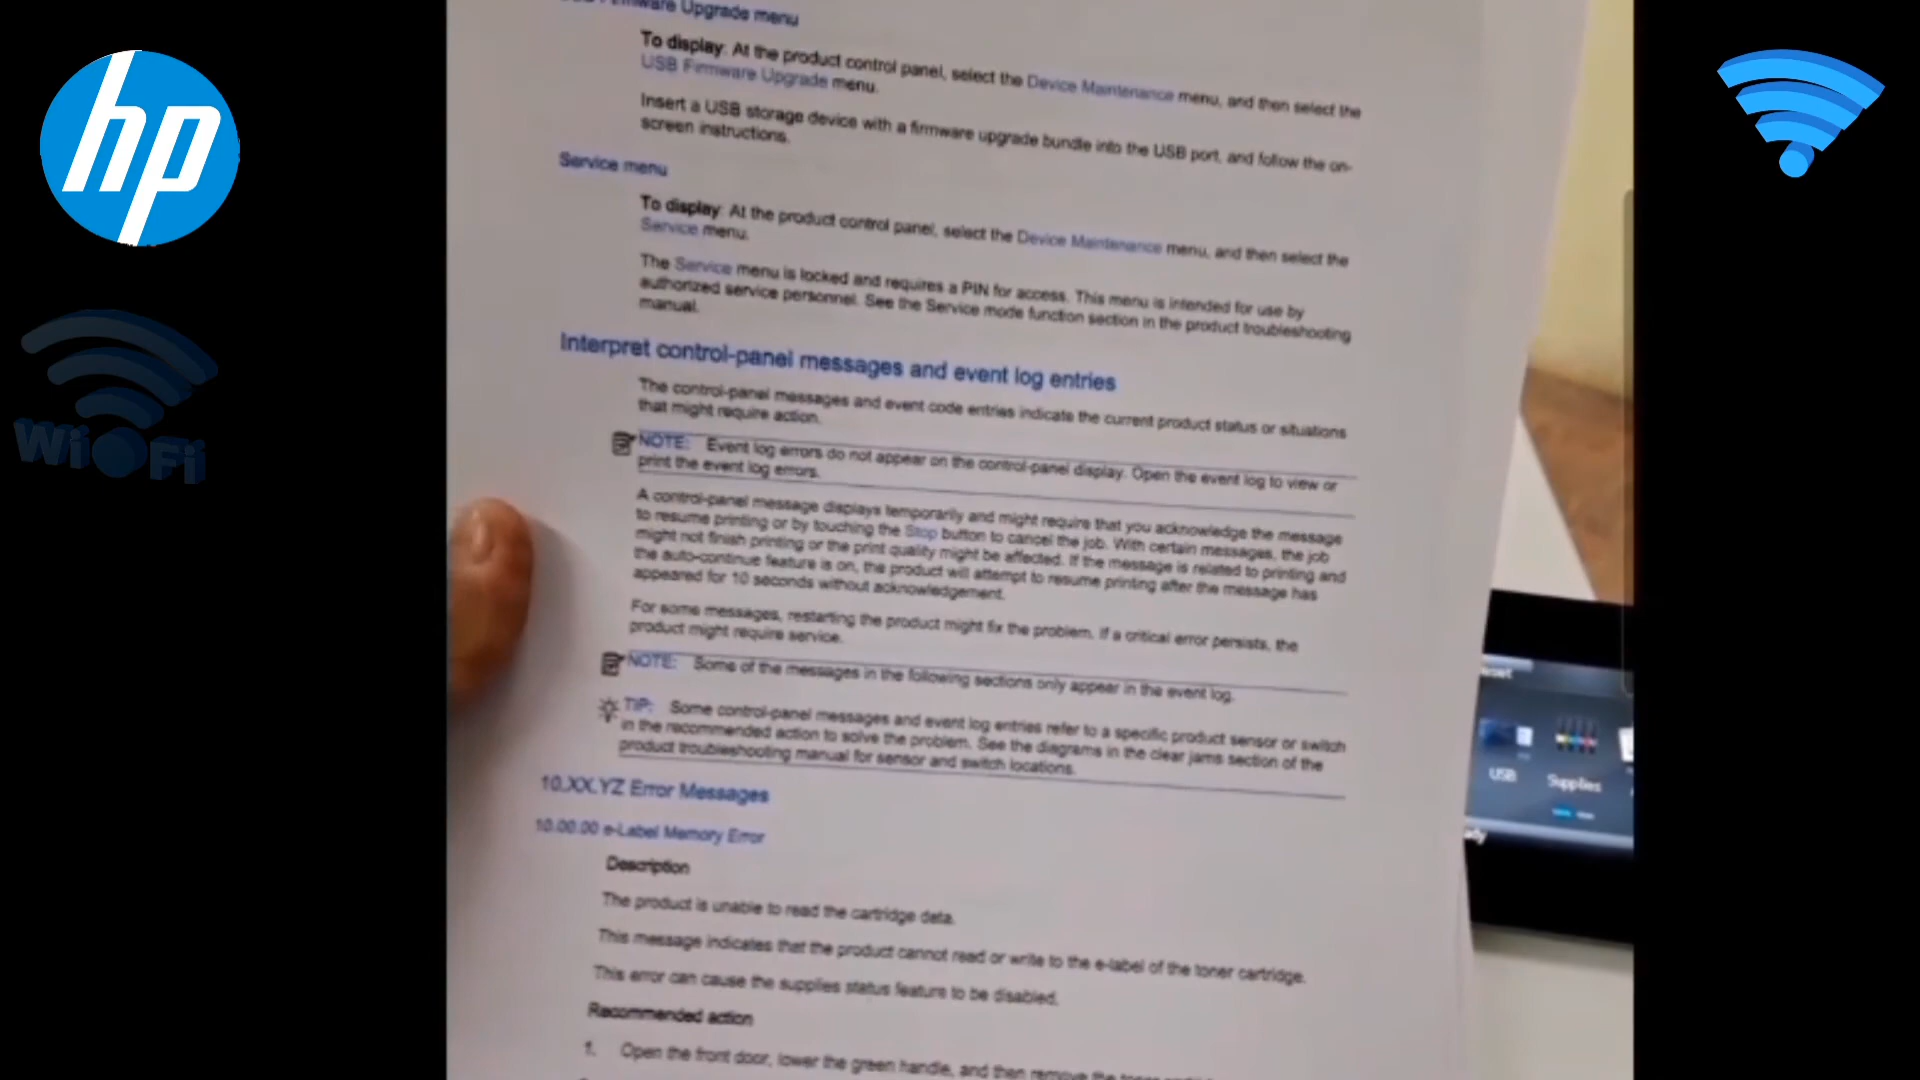 hp
Wi Fi
Firmware Upgrade menu
To display: At the product control panel, select the Device Maintenance menu, and then select the
USB Firmware Upgrade menu.
Insert a USB storage device with a firmware upgrade bundle into the USB port, and follow the on-
screen instructions.
Service menu
To display: At the product control panel, select the Device Maintenance menu, and then select the
Service menu.
The Service menu is locked and requires a PIN for access. This menu is intended for use by
authorized service personnel. See the Service mode function section in the product troubleshooting
manual.
Interpret control-panel messages and event log entries
The control-panel messages and event code entries indicate the current product status or situations
that might require action.
NOTE: Event log errors do not appear on the control-panel display. Open the event log to view or
print the event log errors.
A control-panel message displays temporarily and might require that you acknowledge the message
to resume printing or by touching the Stop button to cancel the job. With certain messages, the job
might not finish printing or the print quality might be affected. If the message is related to printing and
the auto-continue feature is on, the product will attempt to resume printing after the message has
appeared for 10 seconds without acknowledgement.
For some messages, restarting the product might fix the problem. If a critical error persists, the
product might require service.
NOTE: Some of the messages in the following sections only appear in the event log.
TIP: Some control-panel messages and event log entries refer to a specific product sensor or switch
in the recommended action to solve the problem. See the diagrams in the clear jams section of the
product troubleshooting manual for sensor and switch locations.
10.XX.YZ Error Messages
10.00.00 e-Label Memory Error
Description
The product is unable to read the cartridge data.
This message indicates that the product cannot read or write to the e-label of the toner cartridge.
This error can cause the supplies status feature to be disabled.
Recommended action
1. Open the front door, lower the green handle, and then remove the toner
USB
Supplies